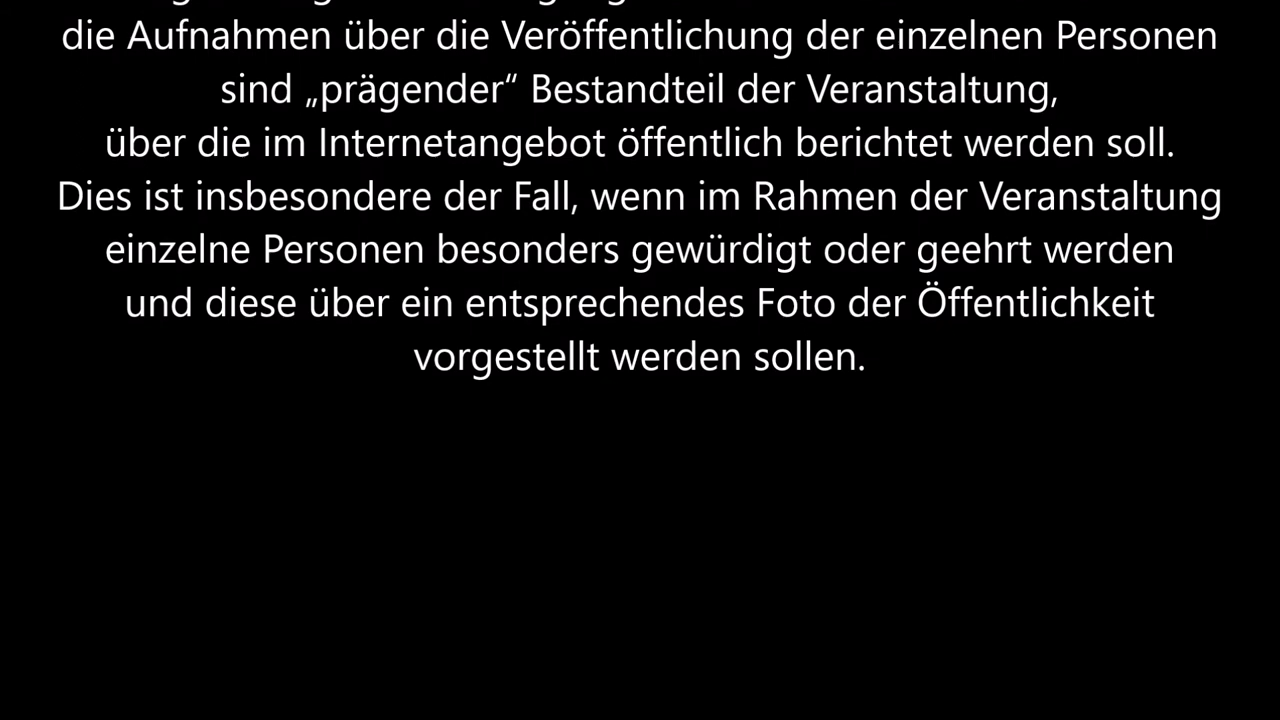 die Aufnahmen über die Veröffentlichung der einzelnen Personen
sind „prägender“ Bestandteil der Veranstaltung,
über die im Internetangebot öffentlich berichtet werden soll.
Dies ist insbesondere der Fall, wenn im Rahmen der Veranstaltung
einzelne Personen besonders gewürdigt oder geehrt werden
und diese über ein entsprechendes Foto der Öffentlichkeit
vorgestellt werden sollen.